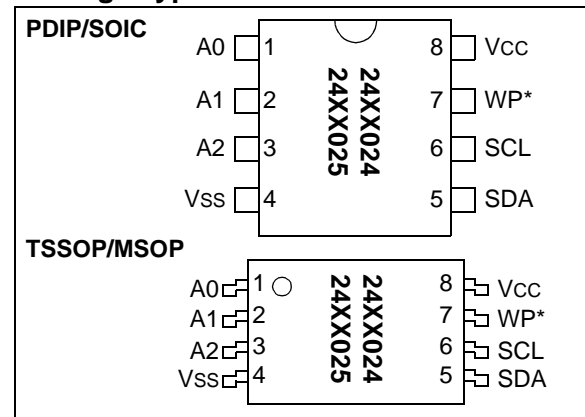 PDIP/SOIC
A0 1 8 VCC
A1 2 7 WP*
A2 3 6 SCL
VSS 4 5 SDA
24XX024
24XX025
TSSOP/MSOP
A0 1 8 VCC
A1 2 7 WP*
A2 3 6 SCL
VSS 4 5 SDA
24XX024
24XX025